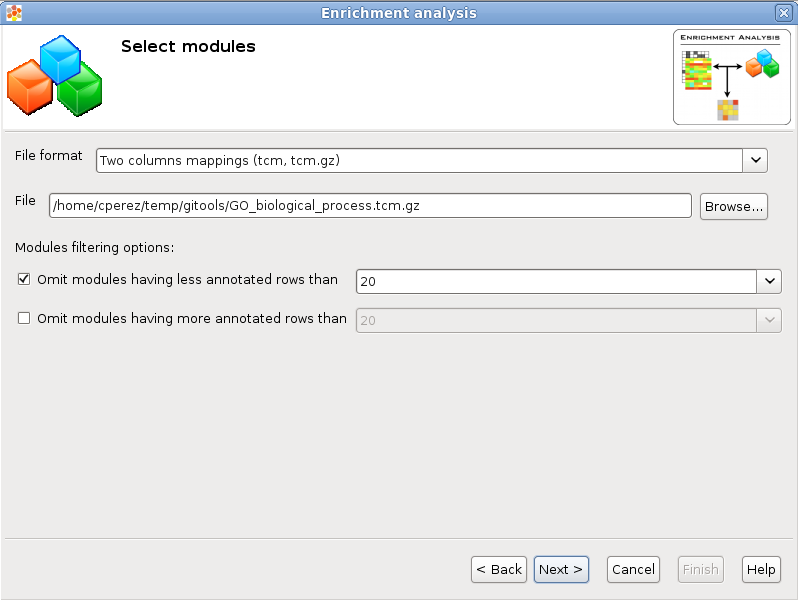 Enrichment analysis
Select modules
ENRICHMENT ANALYSIS
File format
Two columns mappings (tcm, tcm.gz)
File
/home/cperez/temp/gitools/GO_biological_process.tcm.gz
Browse...
Modules filtering options:
Omit modules having less annotated rows than
20
Omit modules having more annotated rows than
20
< Back
Next >
Cancel
Finish
Help